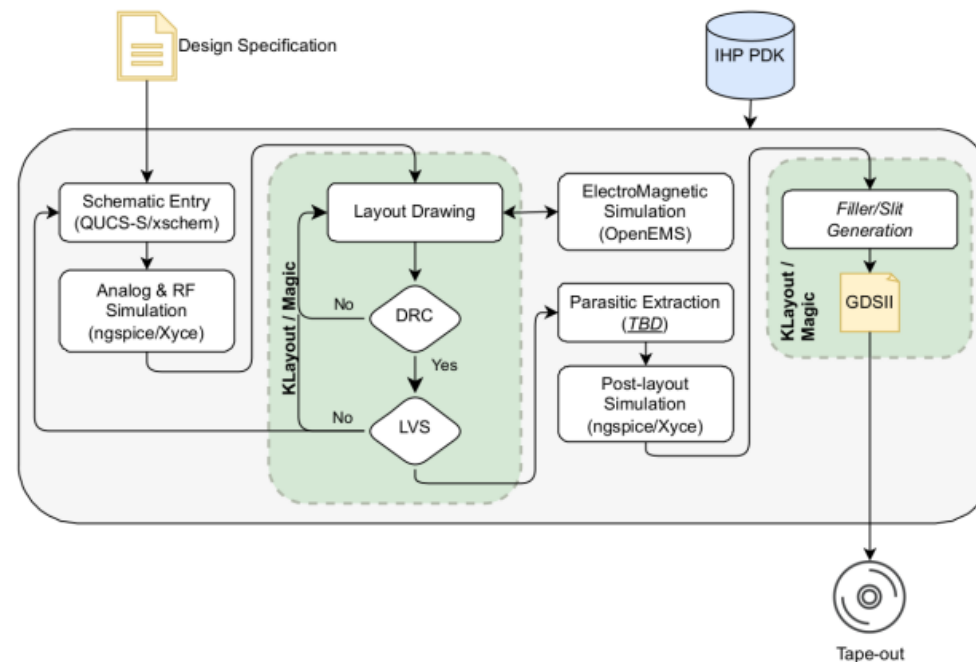 Design Specification
IHP PDK
Schematic Entry
(QUCS-S/xschem)
Analog & RF
Simulation
(ngspice/Xyce)
KLayout / Magic
Layout Drawing
DRC
No
Yes
LVS
No
ElectroMagnetic
Simulation
(OpenEMS)
Parasitic Extraction
(TBD)
Post-layout
Simulation
(ngspice/Xyce)
KLayout /
Magic
Filler/Slit
Generation
GDSII
Tape-out